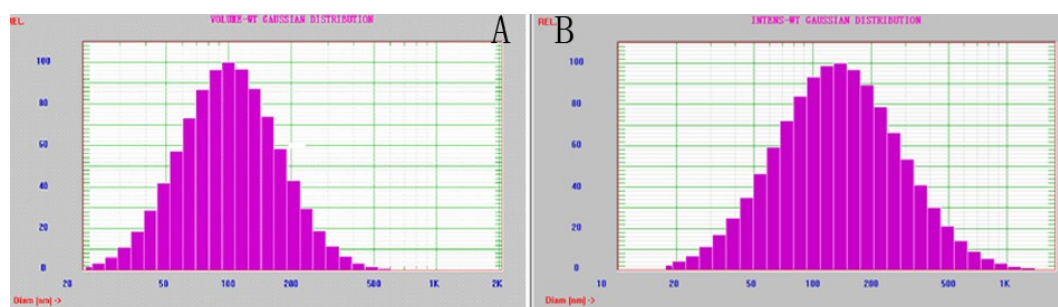 REL. VOLUME-WT GAUSSIAN DISTRIBUTION A
100
80
60
40
20
0
20 50 100 200 500 1K 2K
Diam [nm] ->
REL. B INTENS-WT GAUSSIAN DISTRIBUTION
100
80
60
40
20
0
10 20 50 100 200 500 1K
Diam [nm] ->